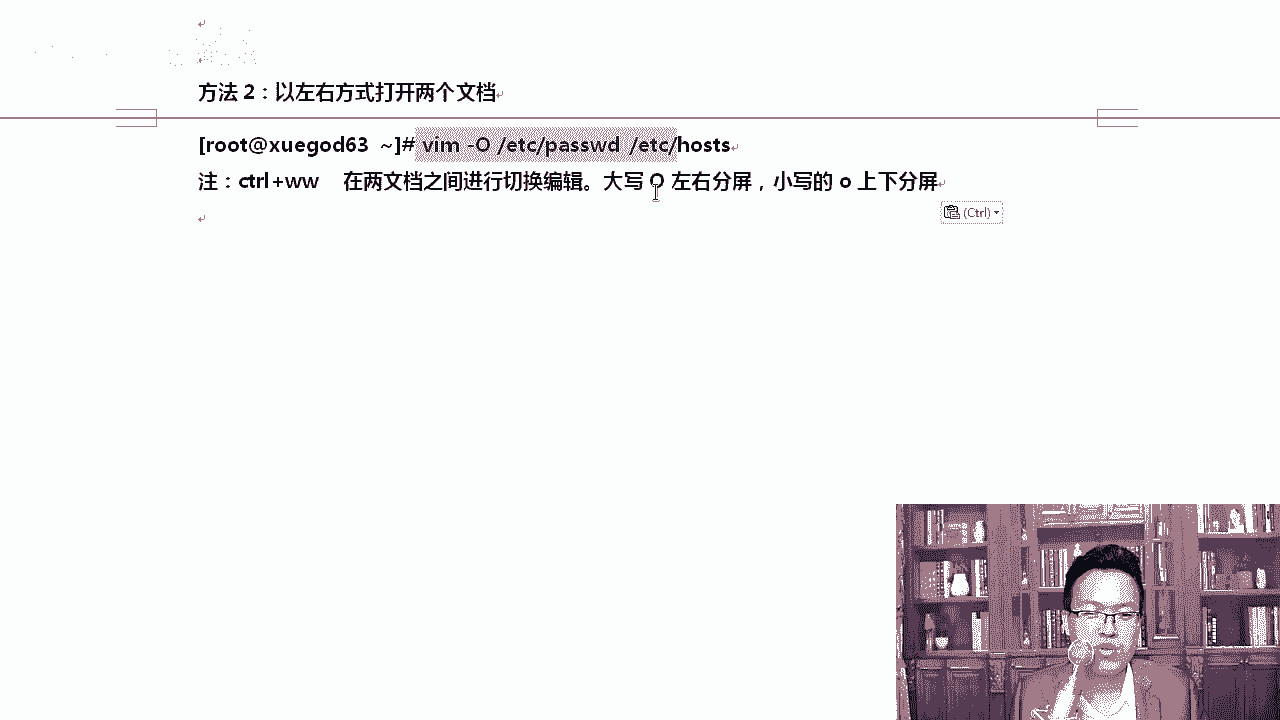 方法 2：以左右方式打开两个文档
[root@xuegod63 ~]# vim -O /etc/passwd /etc/hosts
注：ctrl+ww 在两文档之间进行切换编辑。大写 O 左右分屏，小写的 o 上下分屏
(Ctrl)